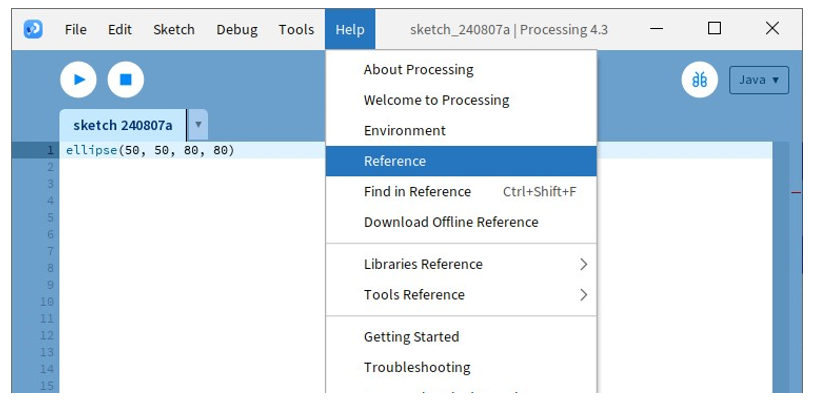 File Edit Sketch Debug Tools Help sketch_240807a | Processing 4.3
About Processing
Welcome to Processing
Environment
Reference
Find in Reference Ctrl+Shift+F
Download Offline Reference
Libraries Reference
Tools Reference
Getting Started
Troubleshooting
Java ▾
sketch 240807a ▾
1 ellipse(50, 50, 80, 80)
2
3
4
5
6
7
8
9
10
11
12
13
14
15